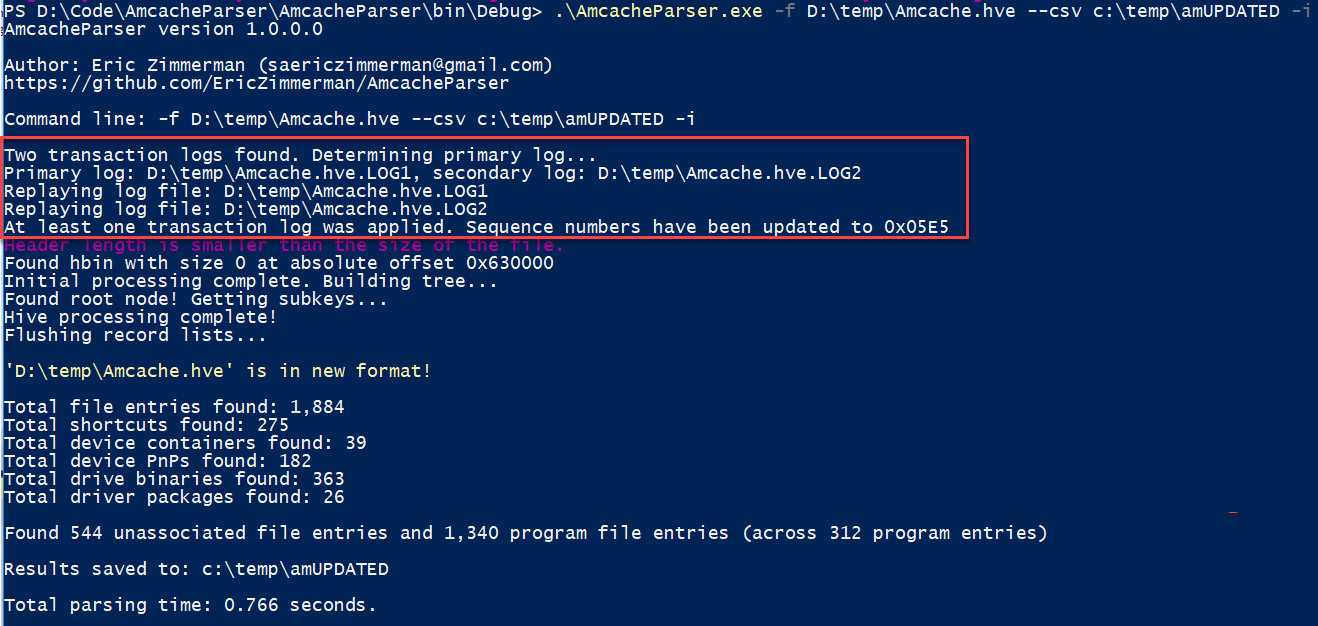 PS D:\Code\AmcacheParser\AmcacheParser\bin\Debug> .\AmcacheParser.exe -f D:\temp\Amcache.hve --csv c:\temp\amUPDATED -i
AmcacheParser version 1.0.0.0
Author: Eric Zimmerman (saericzimmerman@gmail.com)
https://github.com/EricZimmerman/AmcacheParser
Command line: -f D:\temp\Amcache.hve --csv c:\temp\amUPDATED -i
Two transaction logs found. Determining primary log...
Primary log: D:\temp\Amcache.hve.LOG1, secondary log: D:\temp\Amcache.hve.LOG2
Replaying log file: D:\temp\Amcache.hve.LOG1
Replaying log file: D:\temp\Amcache.hve.LOG2
At least one transaction log was applied. Sequence numbers have been updated to 0x05E5
Header length is smaller than the size of the file.
Found hbin with size 0 at absolute offset 0x630000
Initial processing complete. Building tree...
Found root node! Getting subkeys...
Hive processing complete!
Flushing record lists...
'D:\temp\Amcache.hve' is in new format!
Total file entries found: 1,884
Total shortcuts found: 275
Total device containers found: 39
Total device PnPs found: 182
Total drive binaries found: 363
Total driver packages found: 26
Found 544 unassociated file entries and 1,340 program file entries (across 312 program entries)
Results saved to: c:\temp\amUPDATED
Total parsing time: 0.766 seconds.